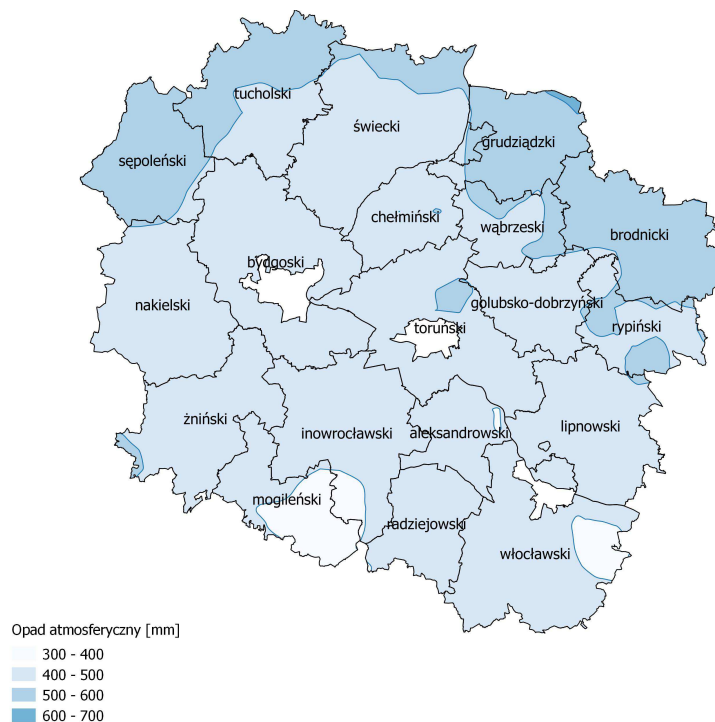 tucholski
świecki
grudziądzki
sępoleński
chełmiński
wąbrzeski
brodnicki
bydgoski
nakielski
golubsko-dobrzyński
toruński
rypiński
żniński
inowrocławski
aleksandrowski
lipnowski
mogileński
radziejowski
włocławski
Opad atmosferyczny [mm]
300 - 400
400 - 500
500 - 600
600 - 700